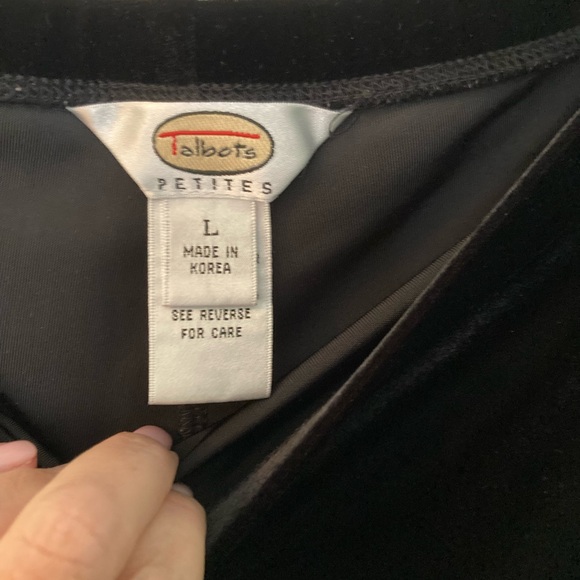 Talbots
PETITES
L
MADE IN
KOREA
SEE REVERSE
FOR CARE